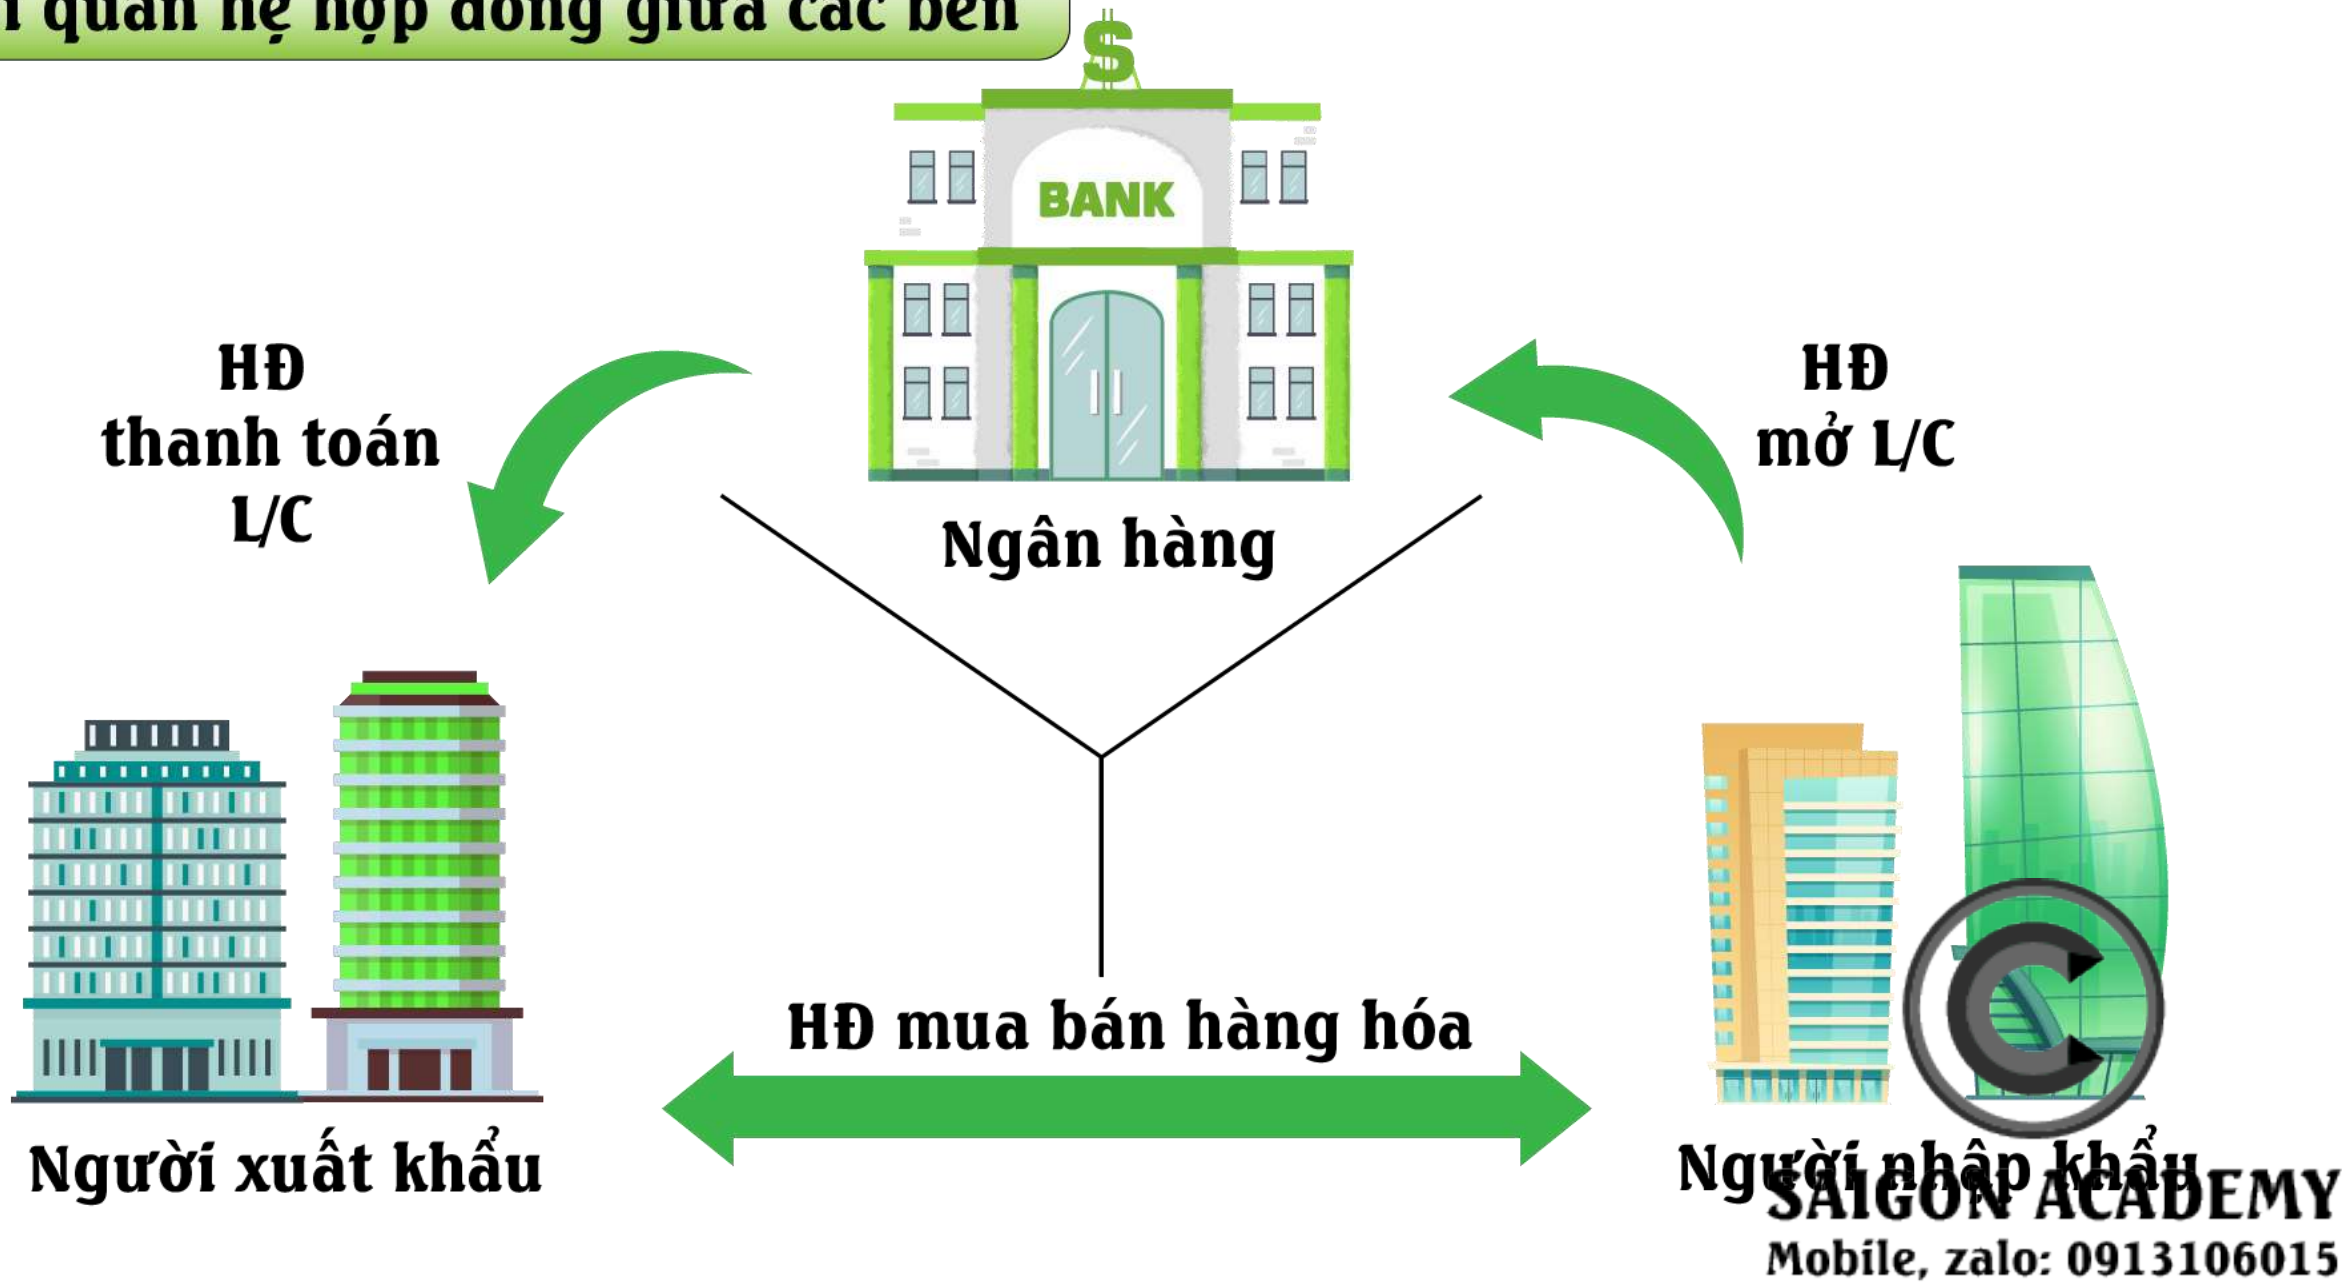 quan hệ hợp đồng giữa các bên
$
BANK
HĐ
thanh toán
L/C
HĐ
mở L/C
Ngân hàng
HĐ mua bán hàng hóa
Người xuất khẩu
Người nhập khẩu
C
SAIGON ACADEMY
Mobile, zalo: 0913106015